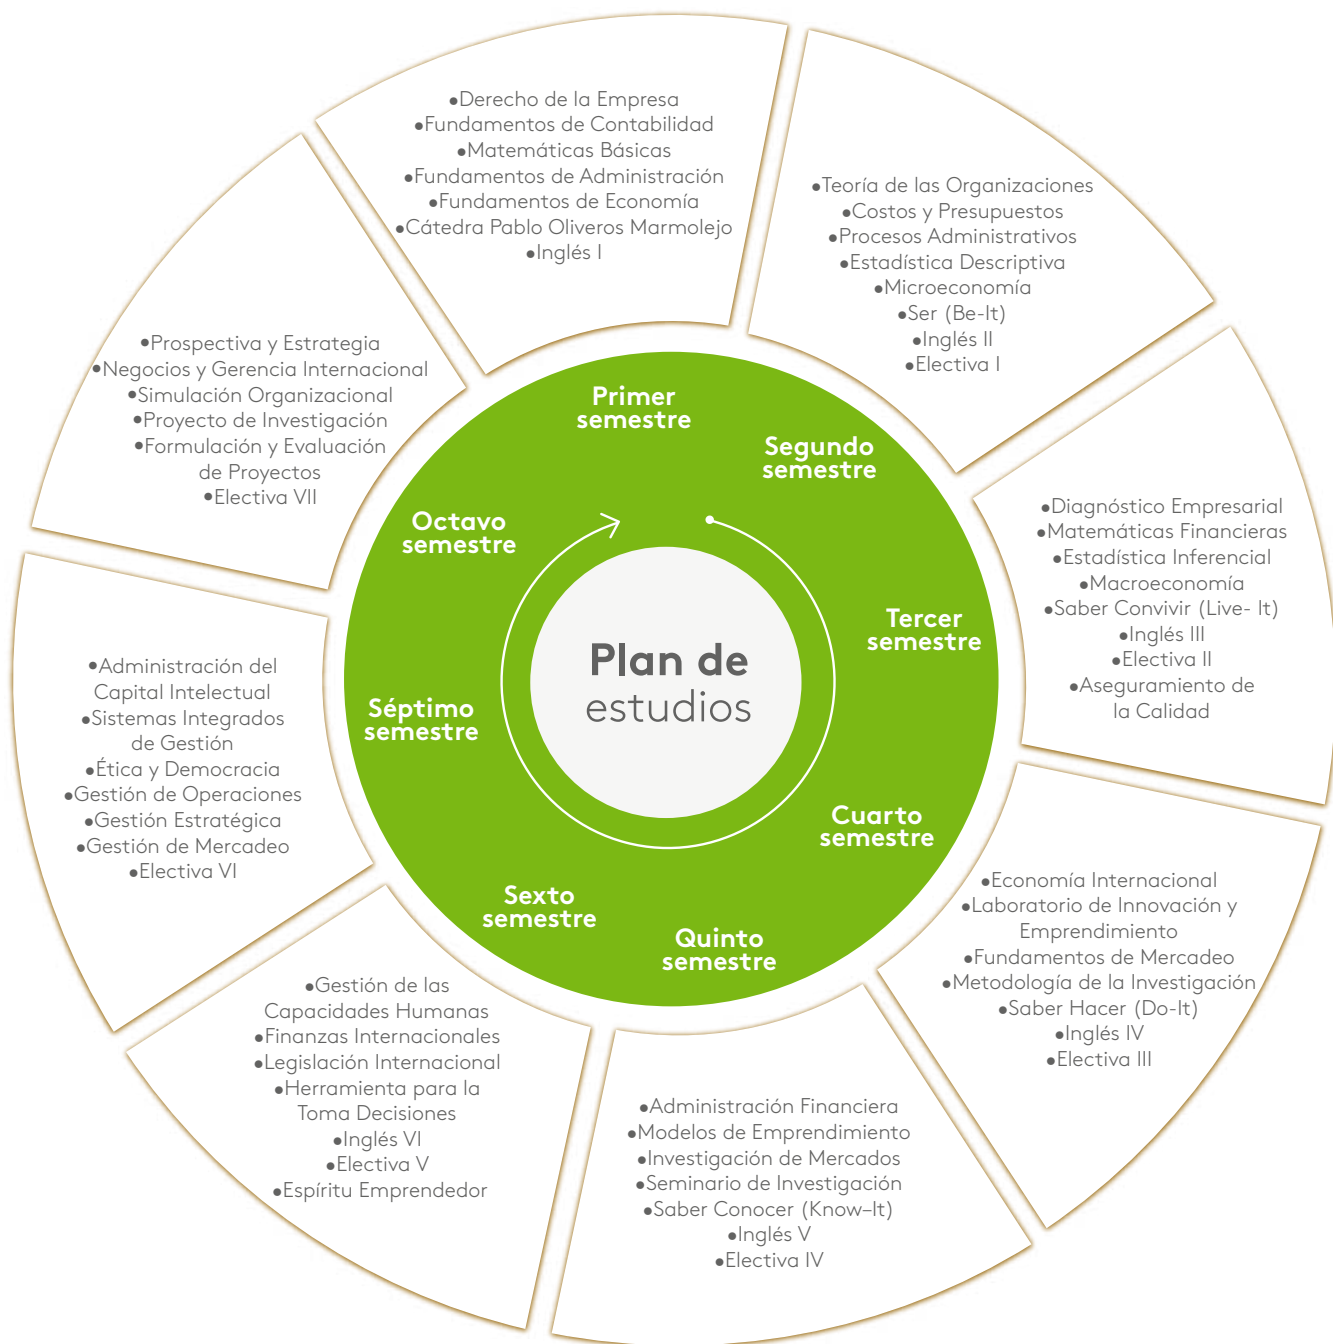 Plan de
estudios
Primer
semestre
•Derecho de la Empresa
•Fundamentos de Contabilidad
•Matemáticas Básicas
•Fundamentos de Administración
•Fundamentos de Economía
•Cátedra Pablo Oliveros Marmolejo
•Inglés I
Segundo
semestre
•Teoría de las Organizaciones
•Costos y Presupuestos
•Procesos Administrativos
•Estadística Descriptiva
•Microeconomía
•Ser (Be-It)
•Inglés II
•Electiva I
Tercer
semestre
•Diagnóstico Empresarial
•Matemáticas Financieras
•Estadística Inferencial
•Macroeconomía
•Saber Convivir (Live- It)
•Inglés III
•Electiva II
•Aseguramiento de
la Calidad
Cuarto
semestre
•Economía Internacional
•Laboratorio de Innovación y
Emprendimiento
•Fundamentos de Mercadeo
•Metodología de la Investigación
•Saber Hacer (Do-It)
•Inglés IV
•Electiva III
Quinto
semestre
•Administración Financiera
•Modelos de Emprendimiento
•Investigación de Mercados
•Seminario de Investigación
•Saber Conocer (Know–It)
•Inglés V
•Electiva IV
Sexto
semestre
•Gestión de las
Capacidades Humanas
•Finanzas Internacionales
•Legislación Internacional
•Herramienta para la
Toma Decisiones
•Inglés VI
•Electiva V
•Espíritu Emprendedor
Séptimo
semestre
•Administración del
Capital Intelectual
•Sistemas Integrados
de Gestión
•Ética y Democracia
•Gestión de Operaciones
•Gestión Estratégica
•Gestión de Mercadeo
•Electiva VI
Octavo
semestre
•Prospectiva y Estrategia
•Negocios y Gerencia Internacional
•Simulación Organizacional
•Proyecto de Investigación
•Formulación y Evaluación
de Proyectos
•Electiva VII